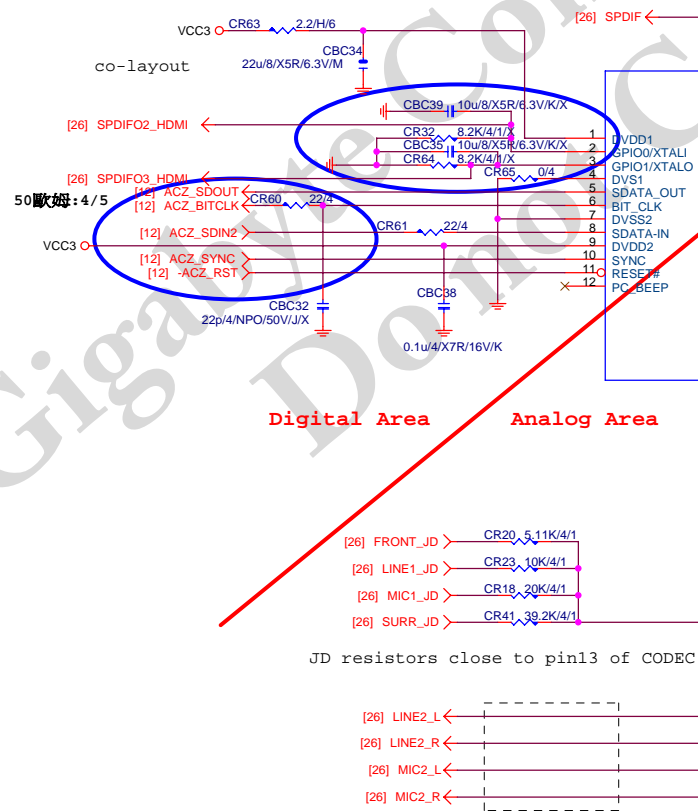 [26] SPDIF
VCC3
CR63
2.2/H/6
co-layout
CBC34
22u/8/X5R/6.3V/M
CBC39
10u/8/X5R/6.3V/K/X
[26] SPDIFO2_HDMI
CR32
8.2K/4/1/X
CBC35
10u/8/X5R/6.3V/K/X
CR64
8.2K/4/1/X
[26] SPDIFO3_HDMI
CR65
0/4
50歐姆:4/5
[12] ACZ_SDOUT
[12] ACZ_BITCLK
CR60
22/4
[12] ACZ_SDIN2
CR61
22/4
VCC3
[12] ACZ_SYNC
[12] -ACZ_RST
1 DVDD1
2 GPIO0/XTALI
3 GPIO1/XTALO
4 DVS1
5 SDATA_OUT
6 BIT_CLK
7 DVSS2
8 SDATA-IN
9 DVDD2
10 SYNC
11 RESET#
12 PC_BEEP
CBC32
22p/4/NPO/50V/J/X
CBC38
0.1u/4/X7R/16V/K
Digital Area
Analog Area
[26] FRONT_JD
CR20
5.11K/4/1
[26] LINE1_JD
CR23
10K/4/1
[26] MIC1_JD
CR18
20K/4/1
[26] SURR_JD
CR41
39.2K/4/1
JD resistors close to pin13 of CODEC
[26] LINE2_L
[26] LINE2_R
[26] MIC2_L
[26] MIC2_R
Gigabyte Con
Do not C